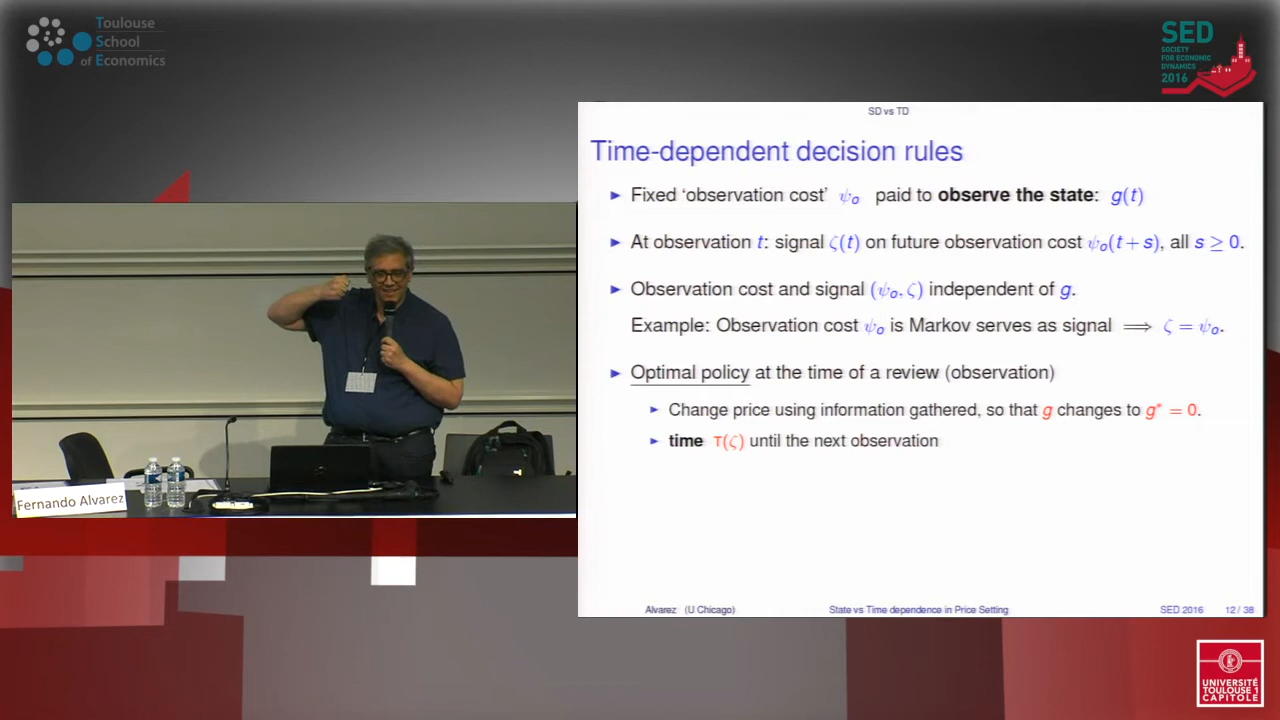 Toulouse
School
of Economics
SED
SOCIETY
FOR ECONOMIC
DYNAMICS
2016
SD vs TD
Time-dependent decision rules
► Fixed ‘observation cost’ ψₒ paid to observe the state: g(t)
► At observation t: signal ζ(t) on future observation cost ψₒ(t+s), all s ≥ 0.
► Observation cost and signal (ψₒ, ζ) independent of g.
Example: Observation cost ψₒ is Markov serves as signal ⟹ ζ = ψₒ.
► Optimal policy at the time of a review (observation)
► Change price using information gathered, so that g changes to g* = 0.
► time T(ζ) until the next observation
Alvarez (U Chicago) State vs Time dependence in Price Setting SED 2016 12 / 38
Fernando Alvarez
UNIVERSITÉ
TOULOUSE 1
CAPITOLE